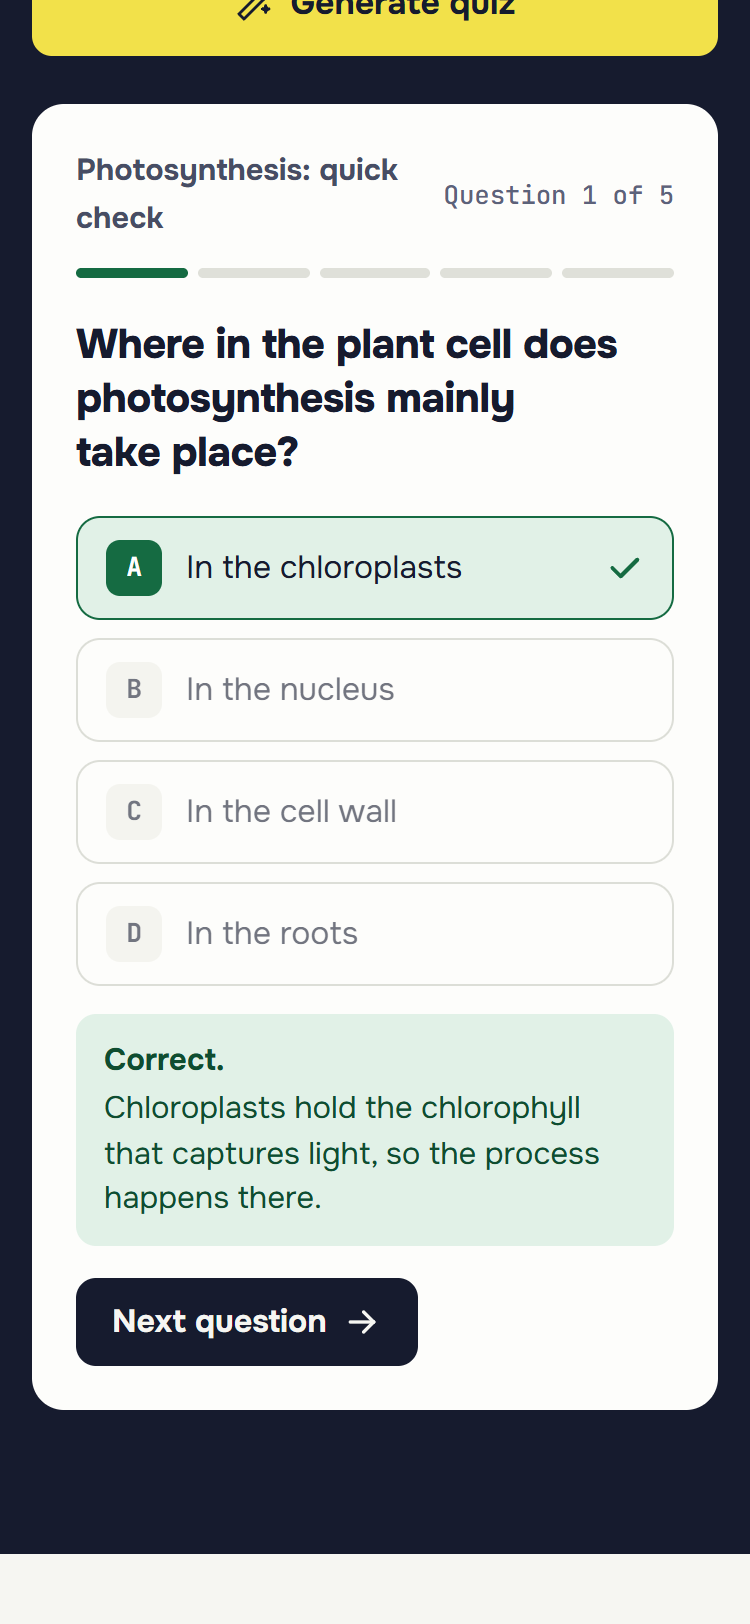 Generate quiz
Photosynthesis: quick
check
Question 1 of 5
Where in the plant cell does
photosynthesis mainly
take place?
A In the chloroplasts
B In the nucleus
C In the cell wall
D In the roots
Correct.
Chloroplasts hold the chlorophyll
that captures light, so the process
happens there.
Next question